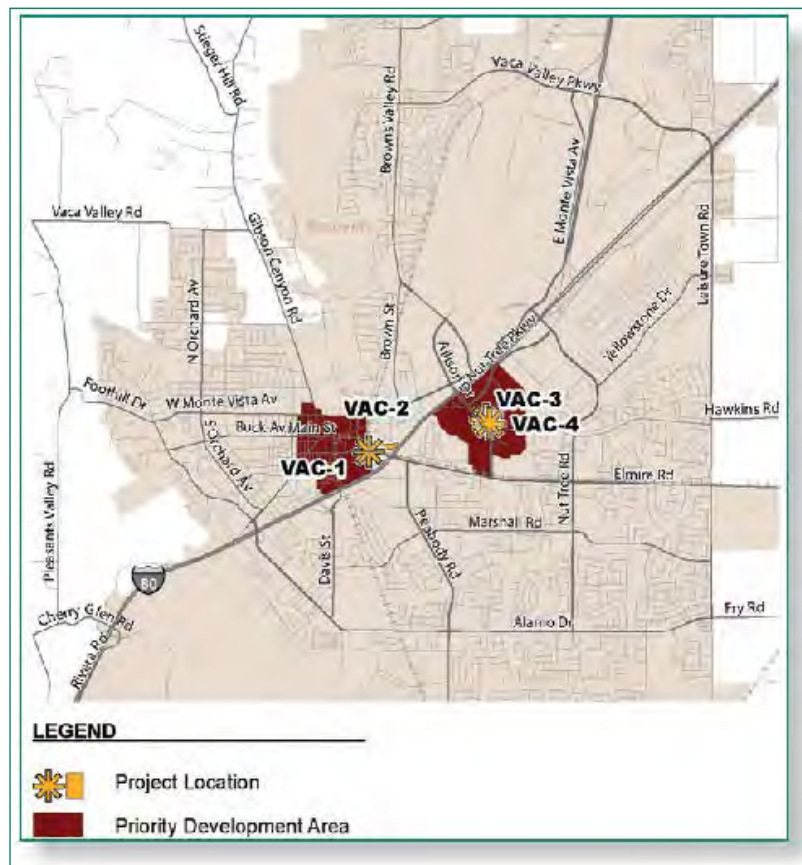 Steiger Hill Rd
Vaca Valley Pkwy
Browns Valley Rd
E Monte Vista Av
Vaca Valley Rd
Gibson Canyon Rd
Leisure Town Rd
N Orchard Av
Brown St
Yellowstone Dr
Nut Tree Pkwy
Allison Dr
Foothill Dr
W Monte Vista Av
VAC-2
VAC-3
Hawkins Rd
Buck Av
Main St
VAC-4
S Orchard Av
VAC-1
Elmire Rd
Pleasants Valley Rd
Nut Tree Rd
Marshall Rd
Peabody Rd
Davis St
80
Cherry Glen Rd
Fry Rd
Alamo Dr
Rivera Rd
LEGEND
Project Location
Priority Development Area